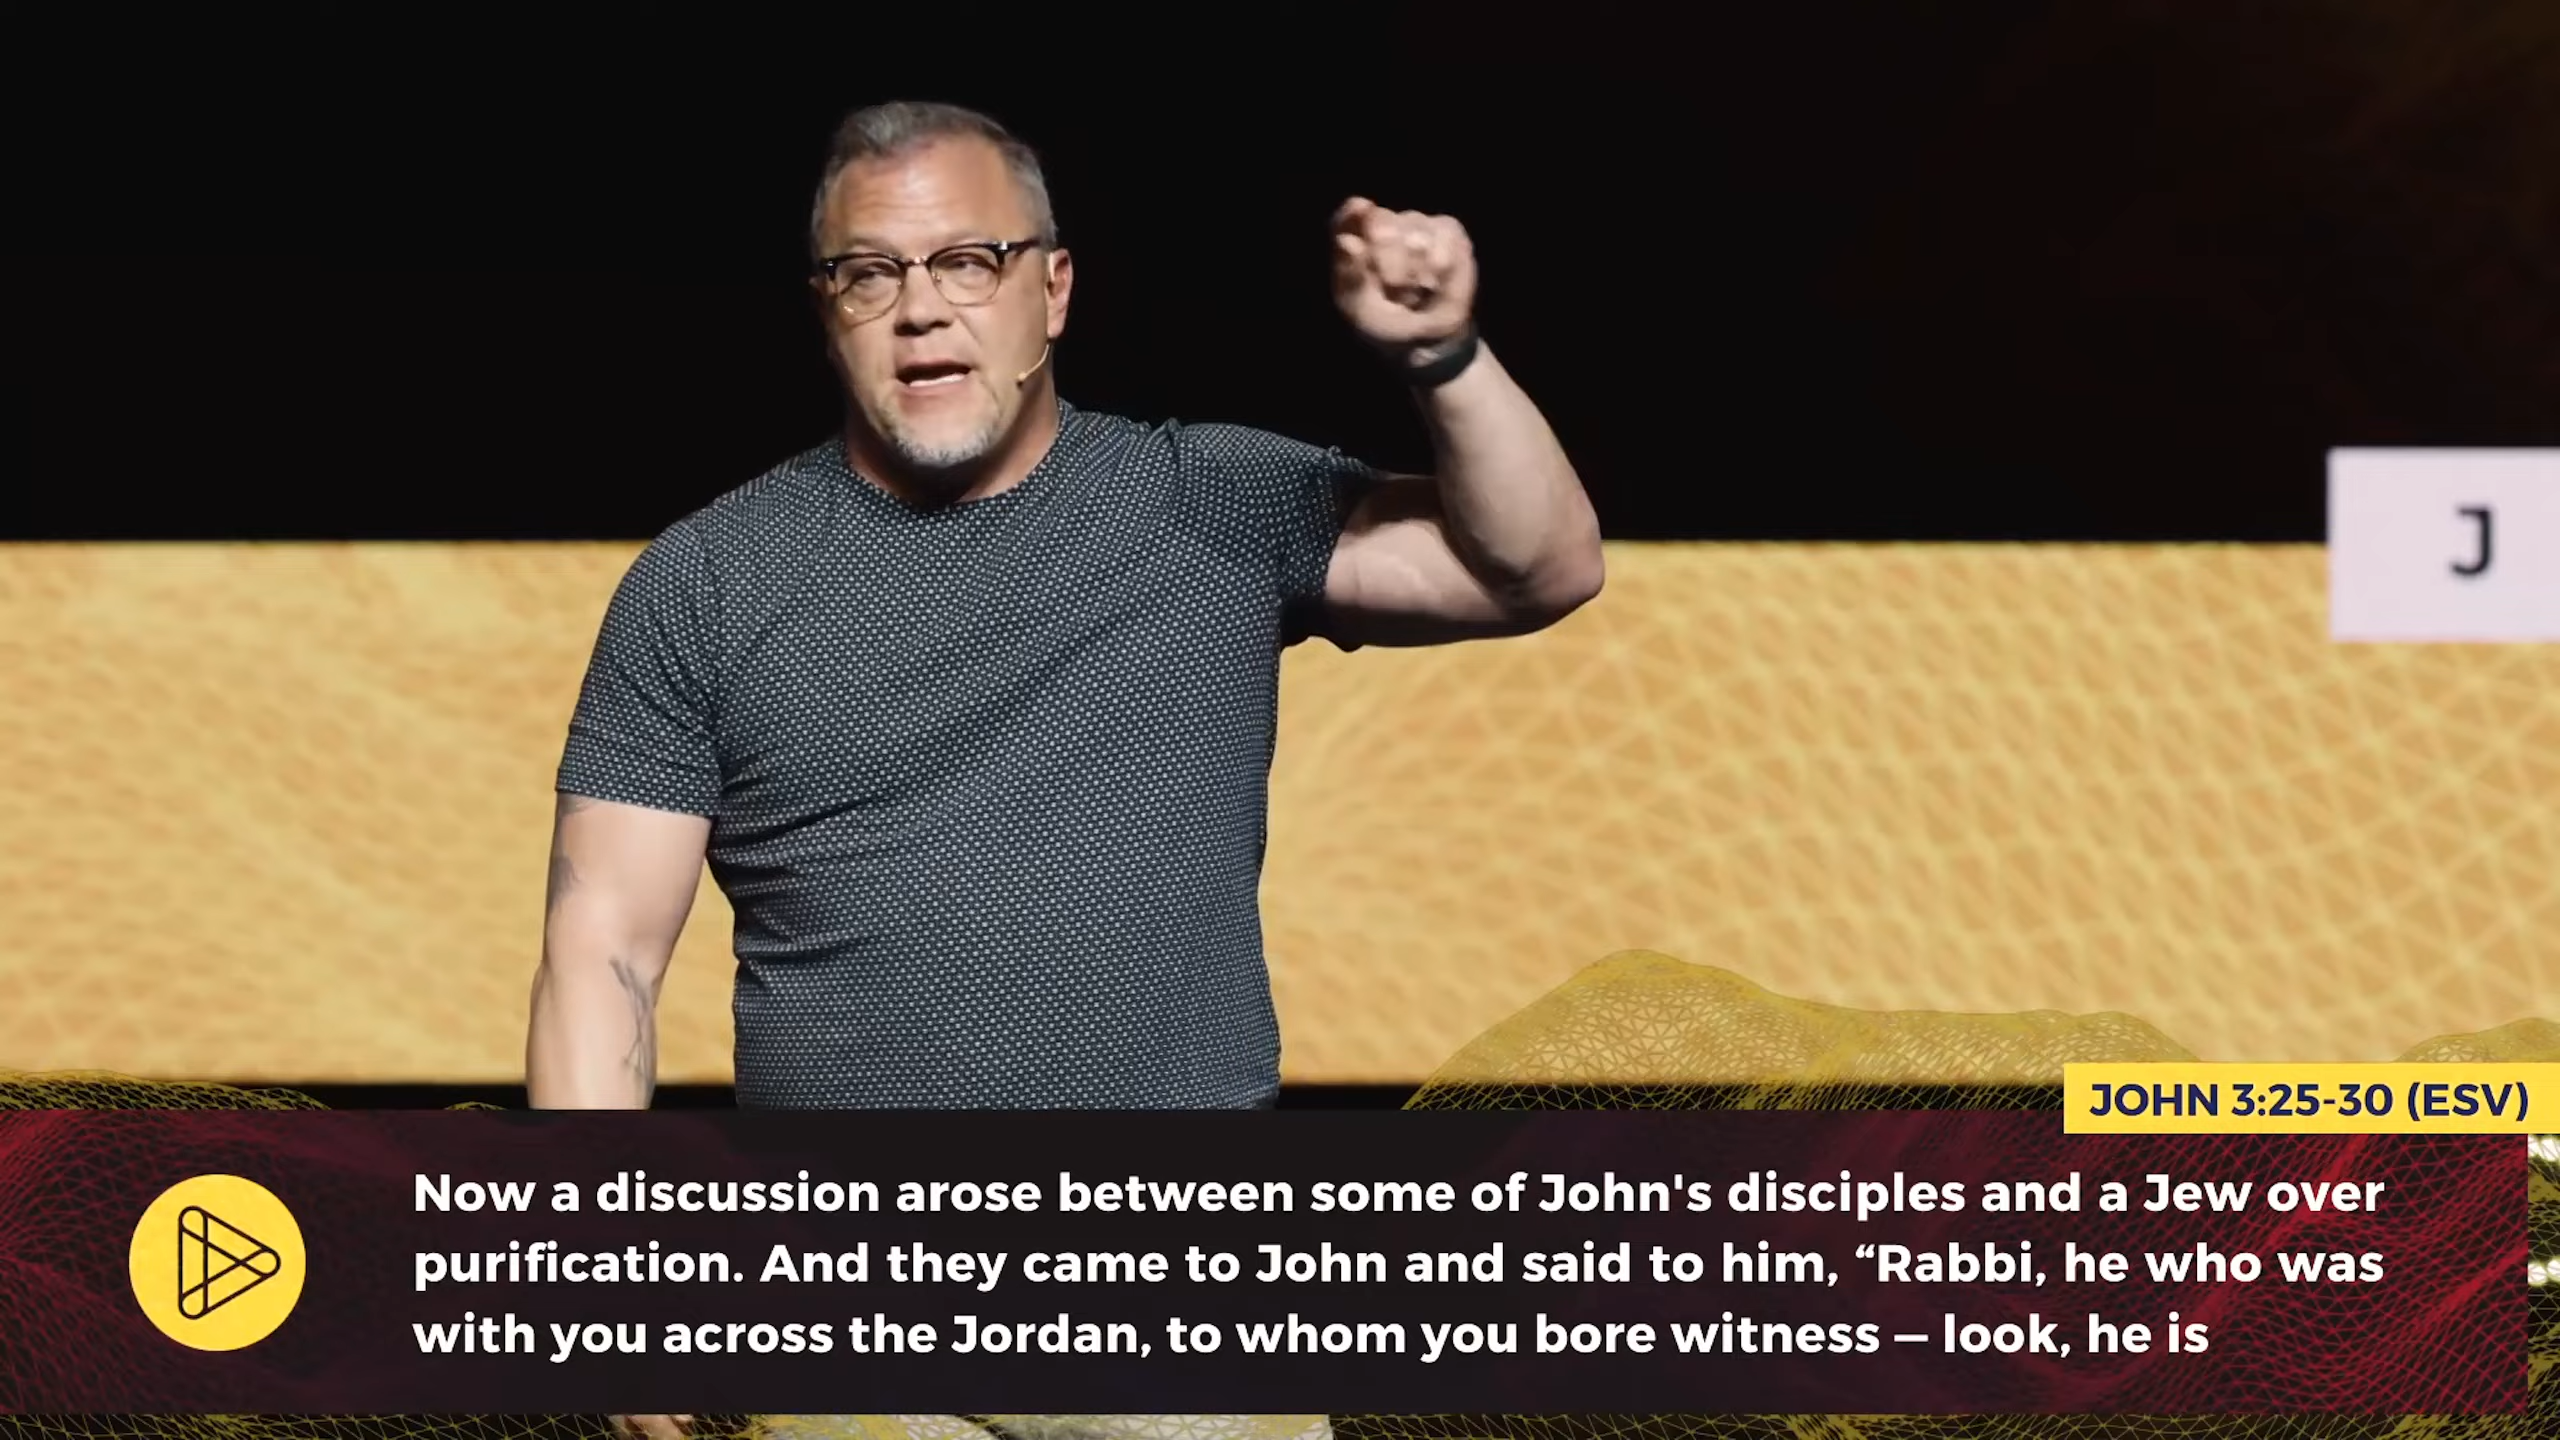 J
JOHN 3:25-30 (ESV)
Now a discussion arose between some of John's disciples and a Jew over
purification. And they came to John and said to him, “Rabbi, he who was
with you across the Jordan, to whom you bore witness — look, he is